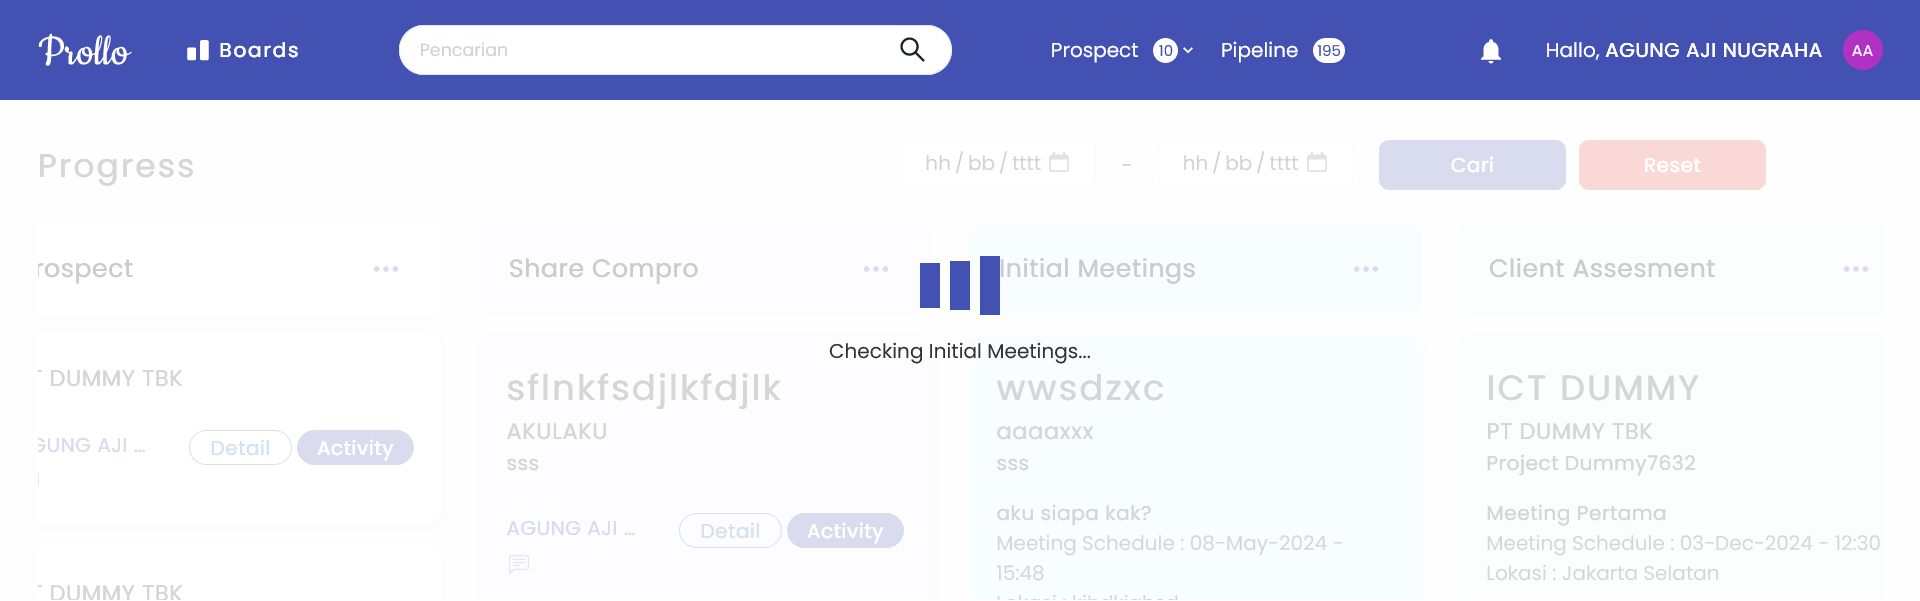 Prollo
Boards
Pencarian
Prospect 10
Pipeline 195
Hallo, AGUNG AJI NUGRAHA
AA
Progress
hh / bb / tttt
-
hh / bb / tttt
Cari
Reset
rospect
Share Compro
Initial Meetings
Client Assesment
Checking Initial Meetings...
DUMMY TBK
GUNG AJI ...
Detail
Activity
DUMMY TBK
sflnkfsdjlkfdjlk
AKULAKU
sss
AGUNG AJI ...
Detail
Activity
wwsdzxc
aaaaxxx
sss
aku siapa kak?
Meeting Schedule : 08-May-2024 -
15:48
ICT DUMMY
PT DUMMY TBK
Project Dummy7632
Meeting Pertama
Meeting Schedule : 03-Dec-2024 - 12:30
Lokasi : Jakarta Selatan